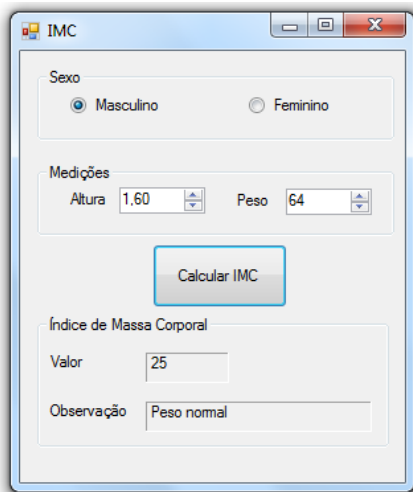 IMC
Sexo
Masculino Feminino
Medições
Altura 1,60 Peso 64
Calcular IMC
Índice de Massa Corporal
Valor 25
Observação Peso normal